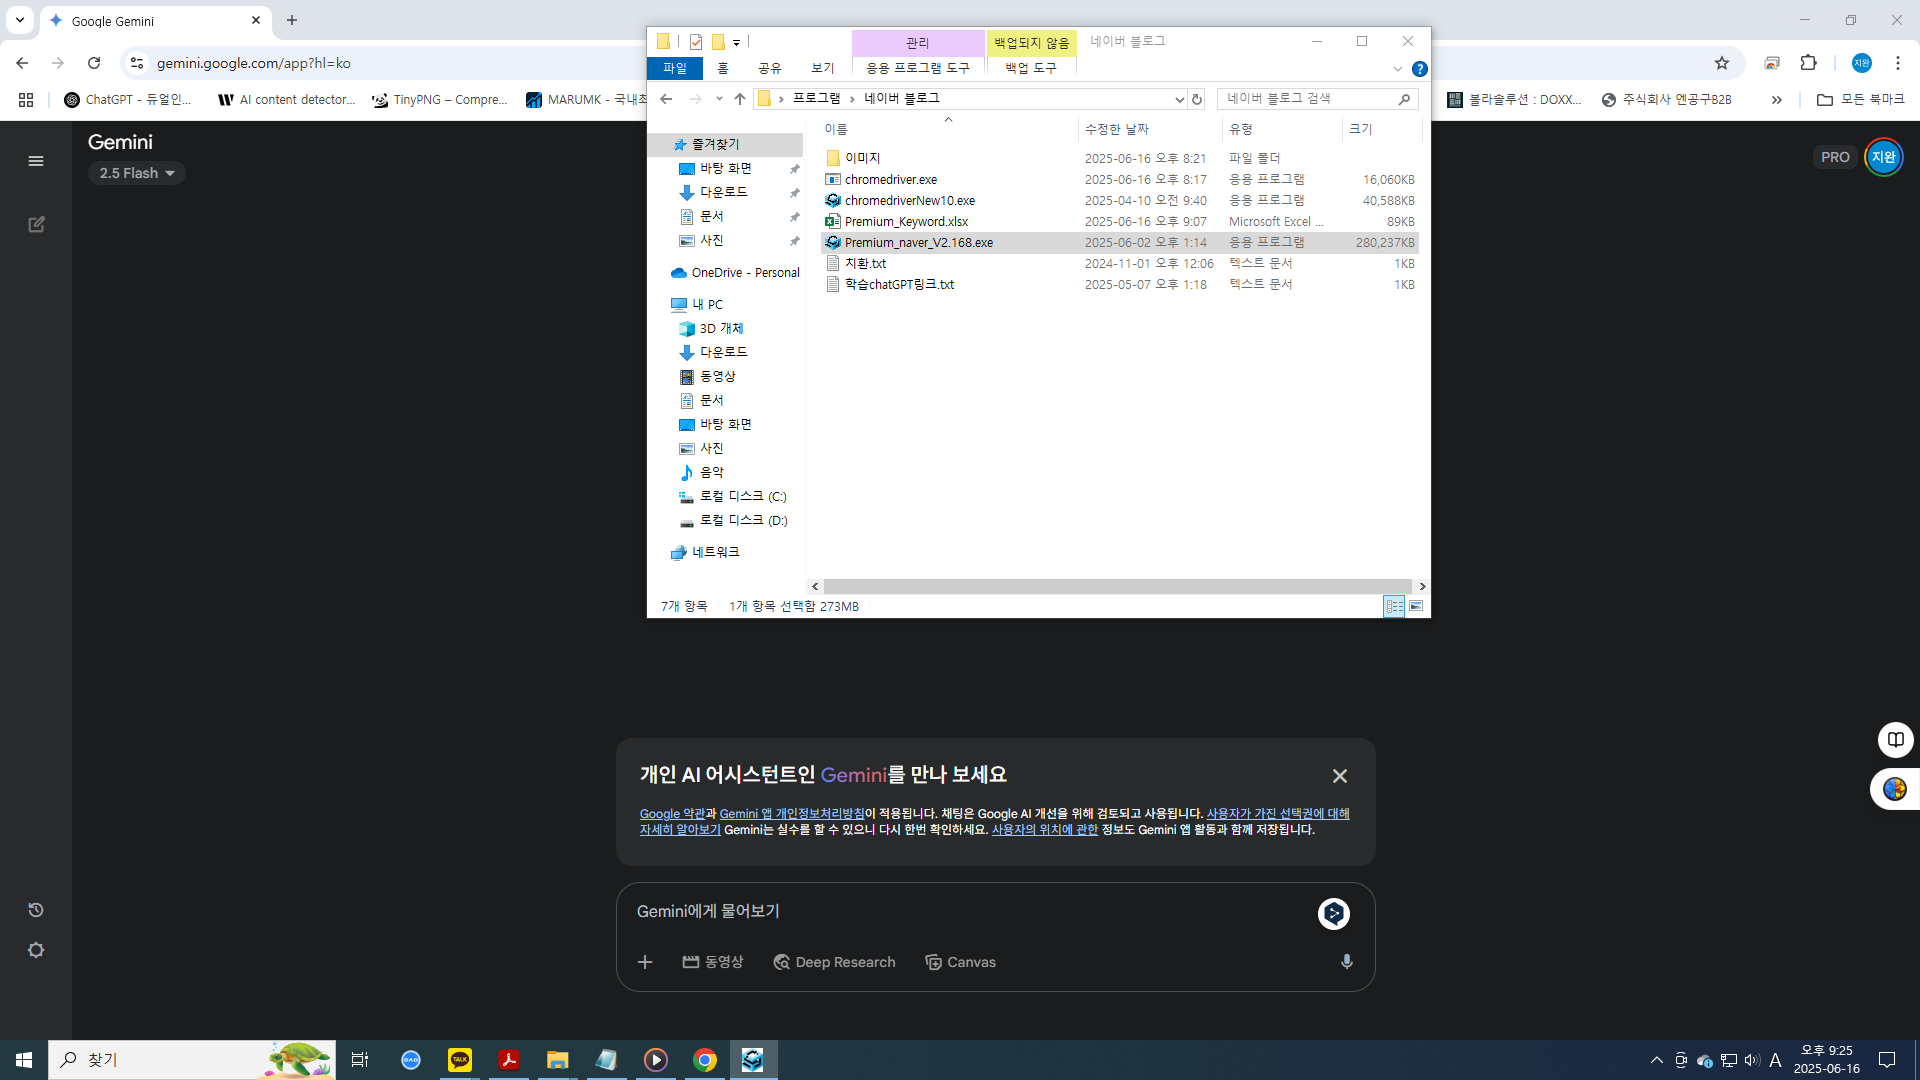 Google Gemini
gemini.google.com/app?hl=ko
지완
ChatGPT - 듀얼인...
AI content detector...
TinyPNG – Compre...
MARUMK - 국내초
볼라솔루션 : DOXX...
주식회사 엔공구B2B
모든 북마크
관리
백업되지 않음
네이버 블로그
파일
홈
공유
보기
응용 프로그램 도구
백업 도구
프로그램 › 네이버 블로그
네이버 블로그 검색
이름 수정한 날짜 유형 크기
이미지 2025-06-16 오후 8:21 파일 폴더
chromedriver.exe 2025-06-16 오후 8:17 응용 프로그램 16,060KB
chromedriverNew10.exe 2025-04-10 오전 9:40 응용 프로그램 40,588KB
Premium_Keyword.xlsx 2025-06-16 오후 9:07 Microsoft Excel ... 89KB
Premium_naver_V2.168.exe 2025-06-02 오후 1:14 응용 프로그램 280,237KB
치환.txt 2024-11-01 오후 12:06 텍스트 문서 1KB
학습chatGPT링크.txt 2025-05-07 오후 1:18 텍스트 문서 1KB
즐겨찾기
바탕 화면
다운로드
문서
사진
OneDrive - Personal
내 PC
3D 개체
다운로드
동영상
문서
바탕 화면
사진
음악
로컬 디스크 (C:)
로컬 디스크 (D:)
네트워크
7개 항목 1개 항목 선택함 273MB
Gemini
2.5 Flash
PRO
지완
개인 AI 어시스턴트인 Gemini를 만나 보세요
Google 약관과 Gemini 앱 개인정보처리방침이 적용됩니다. 채팅은 Google AI 개선을 위해 검토되고 사용됩니다. 사용자가 가진 선택권에 대해
자세히 알아보기 Gemini는 실수를 할 수 있으니 다시 한번 확인하세요. 사용자의 위치에 관한 정보도 Gemini 앱 활동과 함께 저장됩니다.
Gemini에게 물어보기
동영상
Deep Research
Canvas
찾기
TALK
A
오후 9:25
2025-06-16